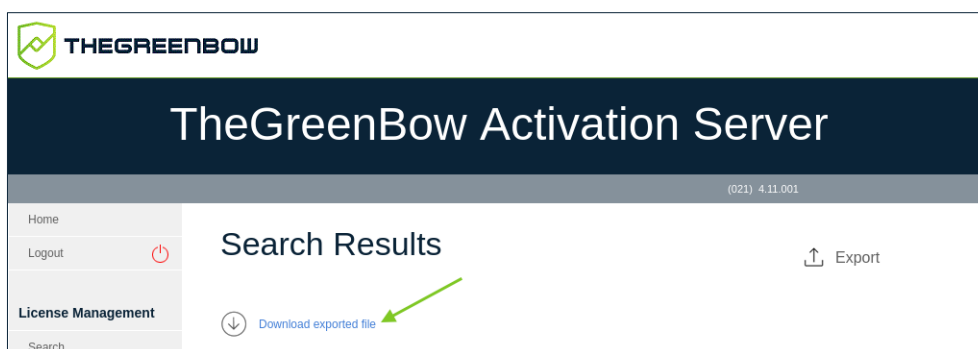 THEGREENBOW
TheGreenBow Activation Server
(021) 4.11.001
Home
Logout
Search Results
Export
License Management
Download exported file
Search